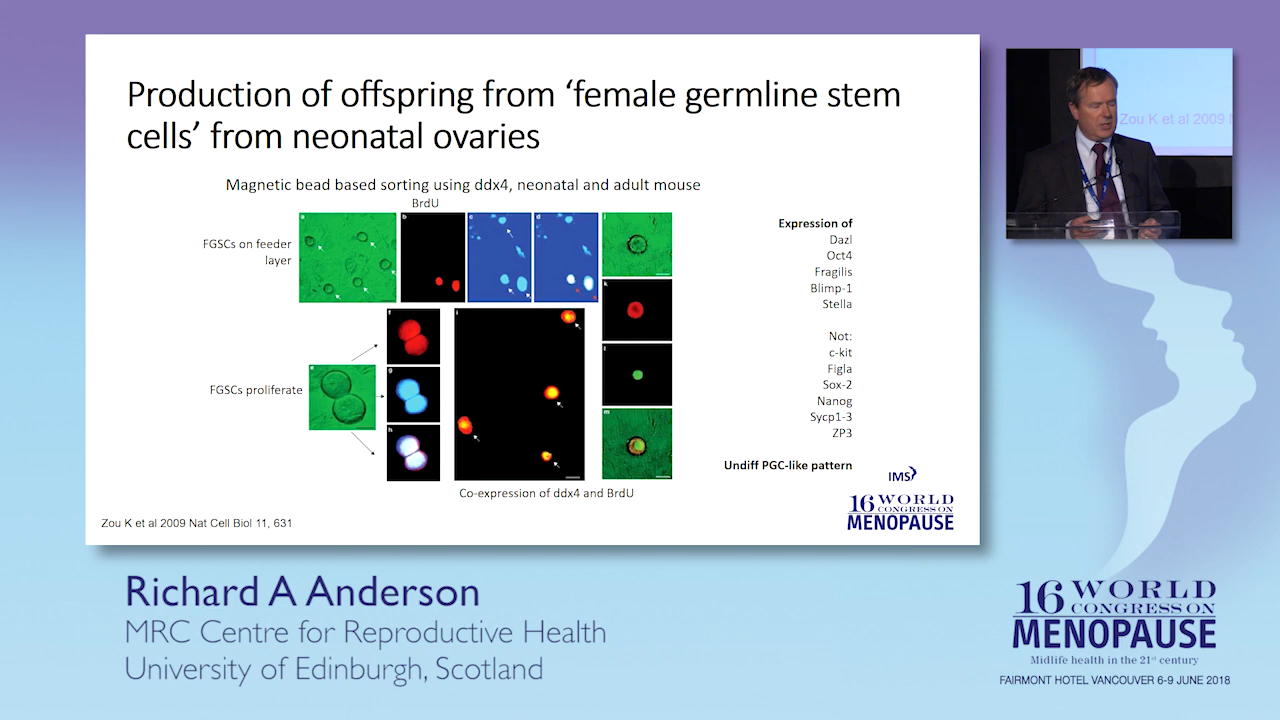 Production of offspring from ‘female germline stem
cells’ from neonatal ovaries
Magnetic bead based sorting using ddx4, neonatal and adult mouse
BrdU
FGSCs on feeder
layer
a
b
c
d
j
k
l
m
FGSCs proliferate
e
f
g
h
i
Co-expression of ddx4 and BrdU
Expression of
Dazl
Oct4
Fragilis
Blimp-1
Stella
Not:
c-kit
Figla
Sox-2
Nanog
Sycp1-3
ZP3
Undiff PGC-like pattern
Zou K et al 2009 Nat Cell Biol 11, 631
IMS
16 WORLD
CONGRESS ON
MENOPAUSE
Zou K et al 2009 N
Richard A Anderson
MRC Centre for Reproductive Health
University of Edinburgh, Scotland
16 WORLD
CONGRESS ON
MENOPAUSE
Midlife health in the 21st century
FAIRMONT HOTEL VANCOUVER 6-9 JUNE 2018